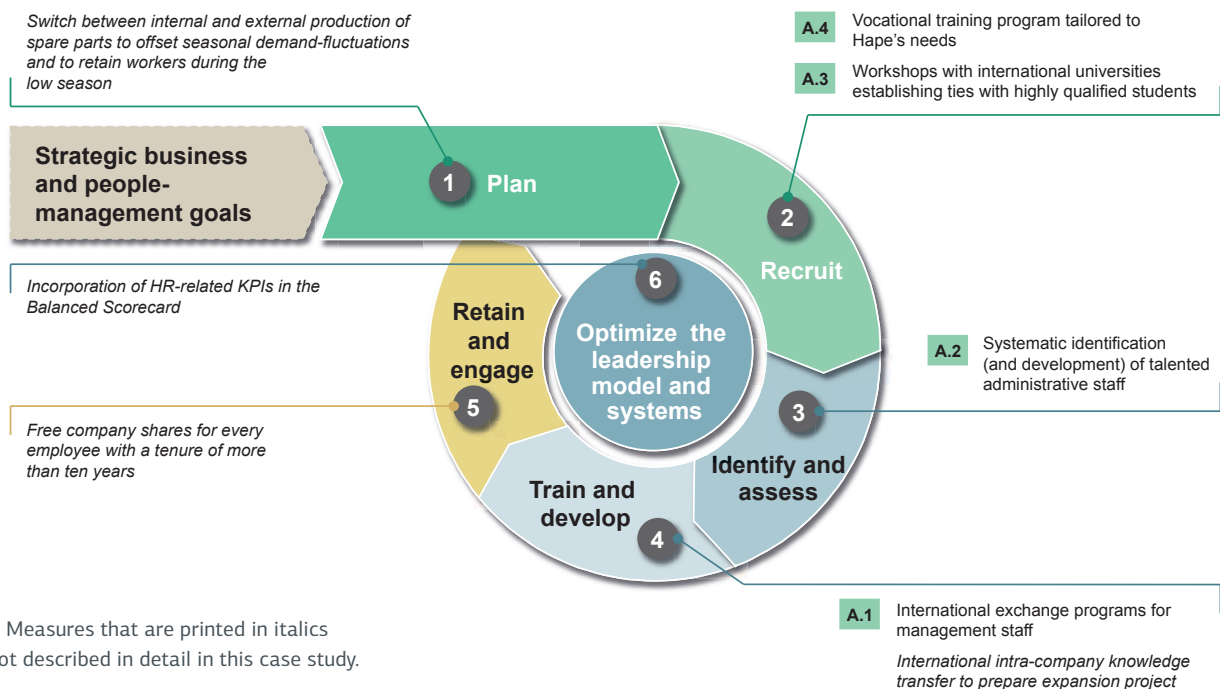 Switch between internal and external production of
spare parts to offset seasonal demand-fluctuations
and to retain workers during the
low season
A.4 Vocational training program tailored to
Hape's needs
A.3 Workshops with international universities
establishing ties with highly qualified students
Strategic business
and people-
management goals
1 Plan
2
Recruit
Incorporation of HR-related KPIs in the
Balanced Scorecard
6
Optimize the
leadership
model and
systems
Retain
and
engage
5
A.2 Systematic identification
(and development) of talented
administrative staff
3
Identify and
assess
Free company shares for every
employee with a tenure of more
than ten years
Train and
develop
4
A.1 International exchange programs for
management staff
International intra-company knowledge
transfer to prepare expansion project
Measures that are printed in italics
ot described in detail in this case study.